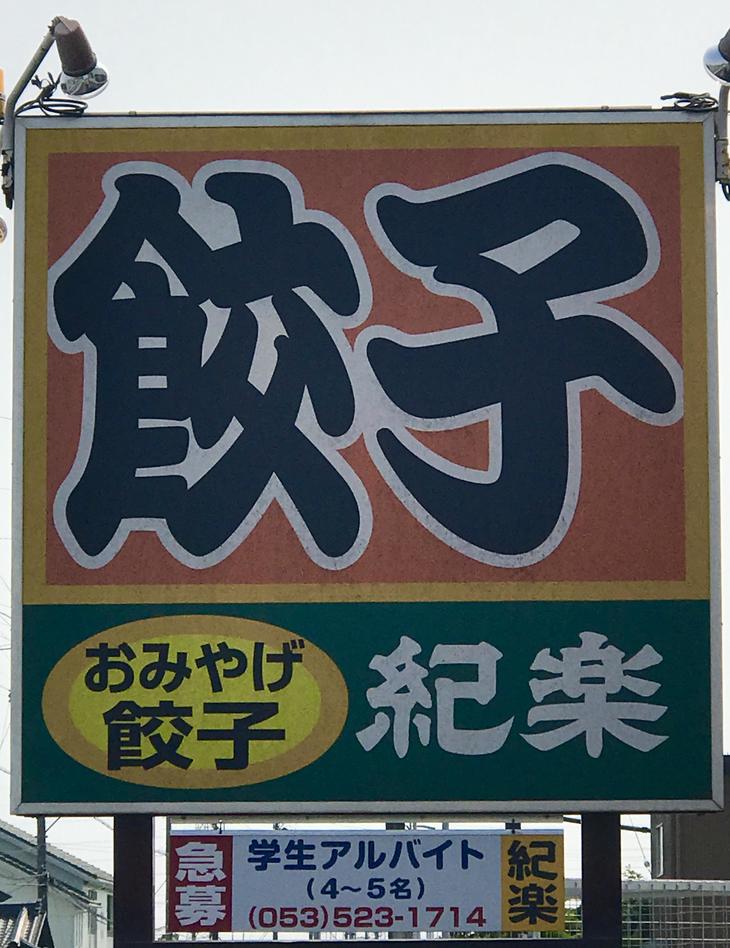 餃子
おみやげ
餃子
紀楽
急募
学生アルバイト
(4～5名)
(053)523-1714
紀楽